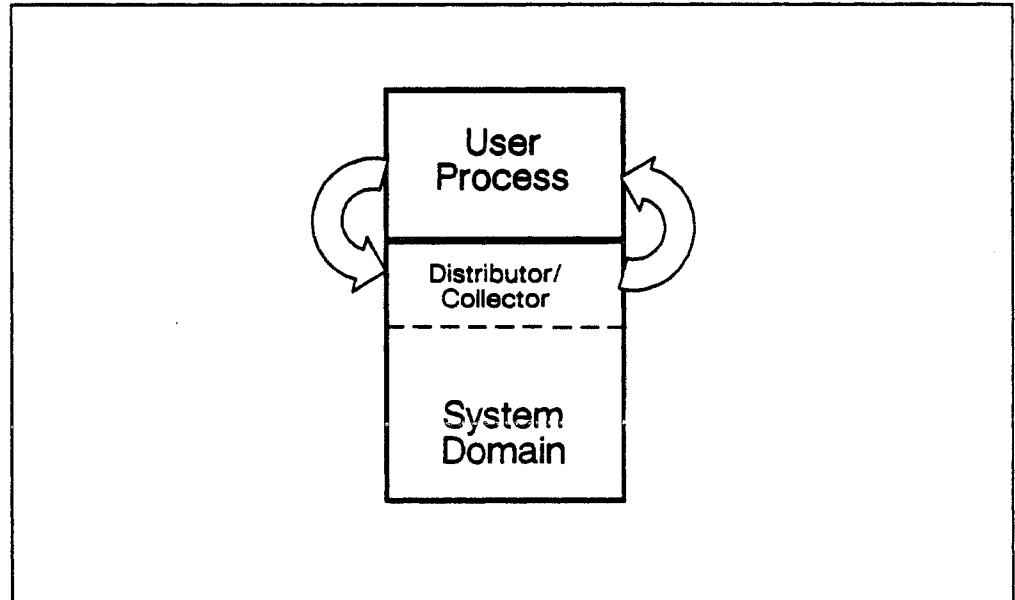 User
Process
Distributor/
Collector
System
Domain